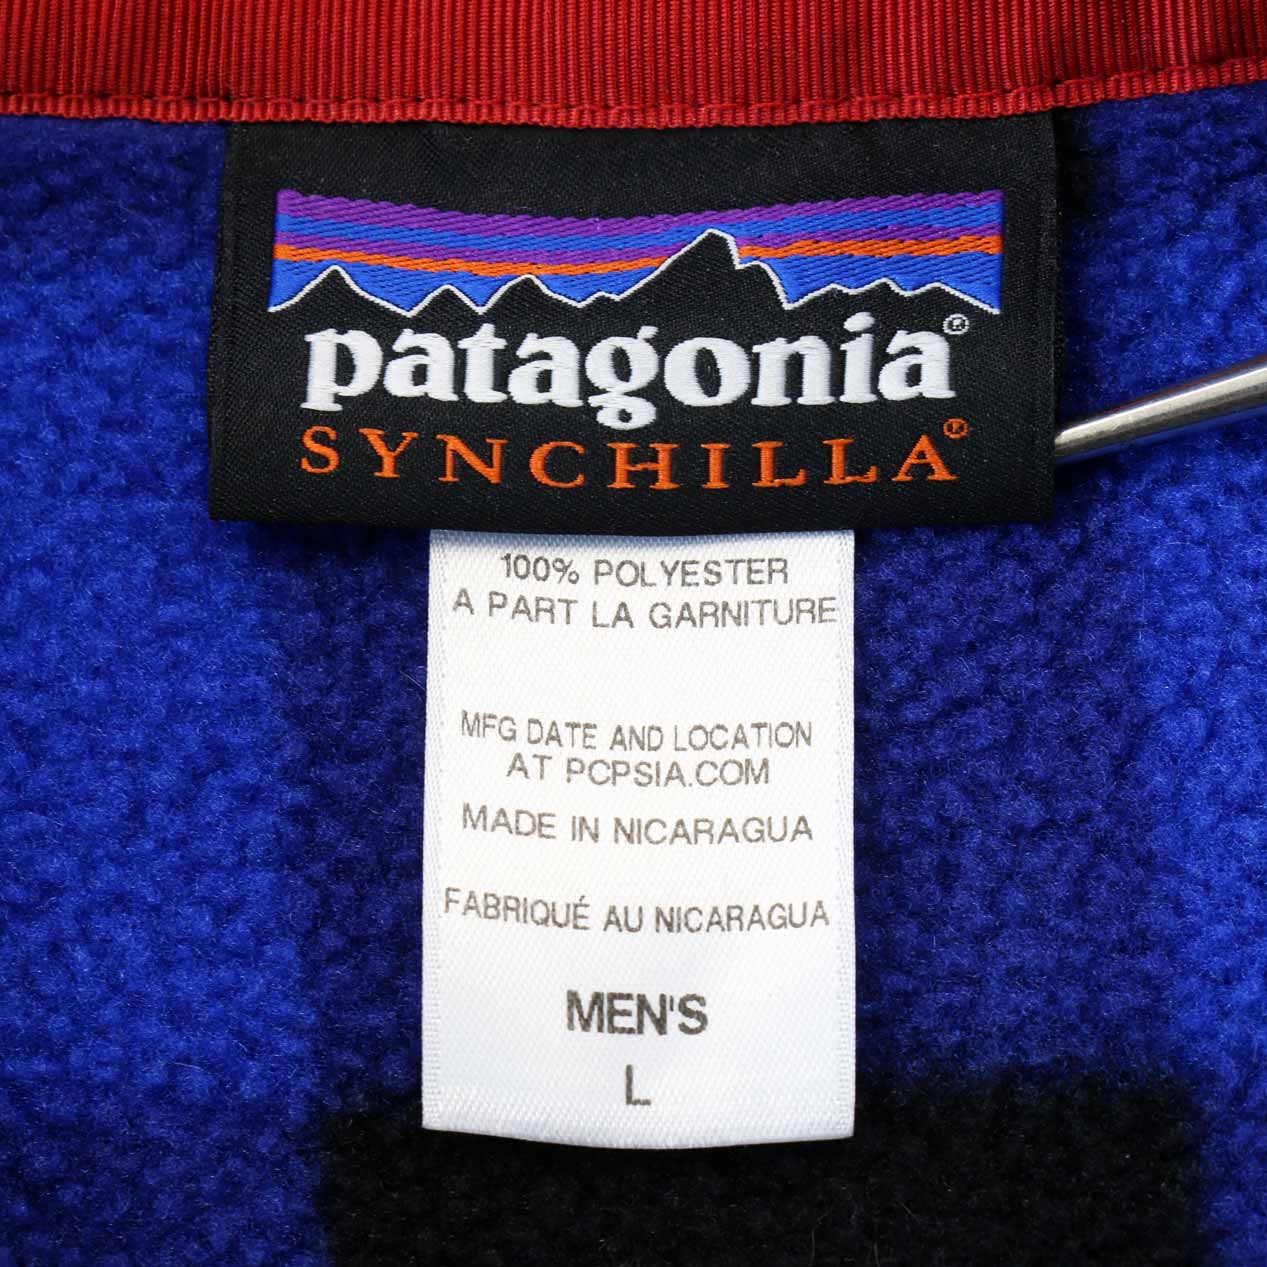 patagonia®
SYNCHILLA®
100% POLYESTER
A PART LA GARNITURE
MFG DATE AND LOCATION
AT PCPSIA.COM
MADE IN NICARAGUA
FABRIQUÉ AU NICARAGUA
MEN'S
L